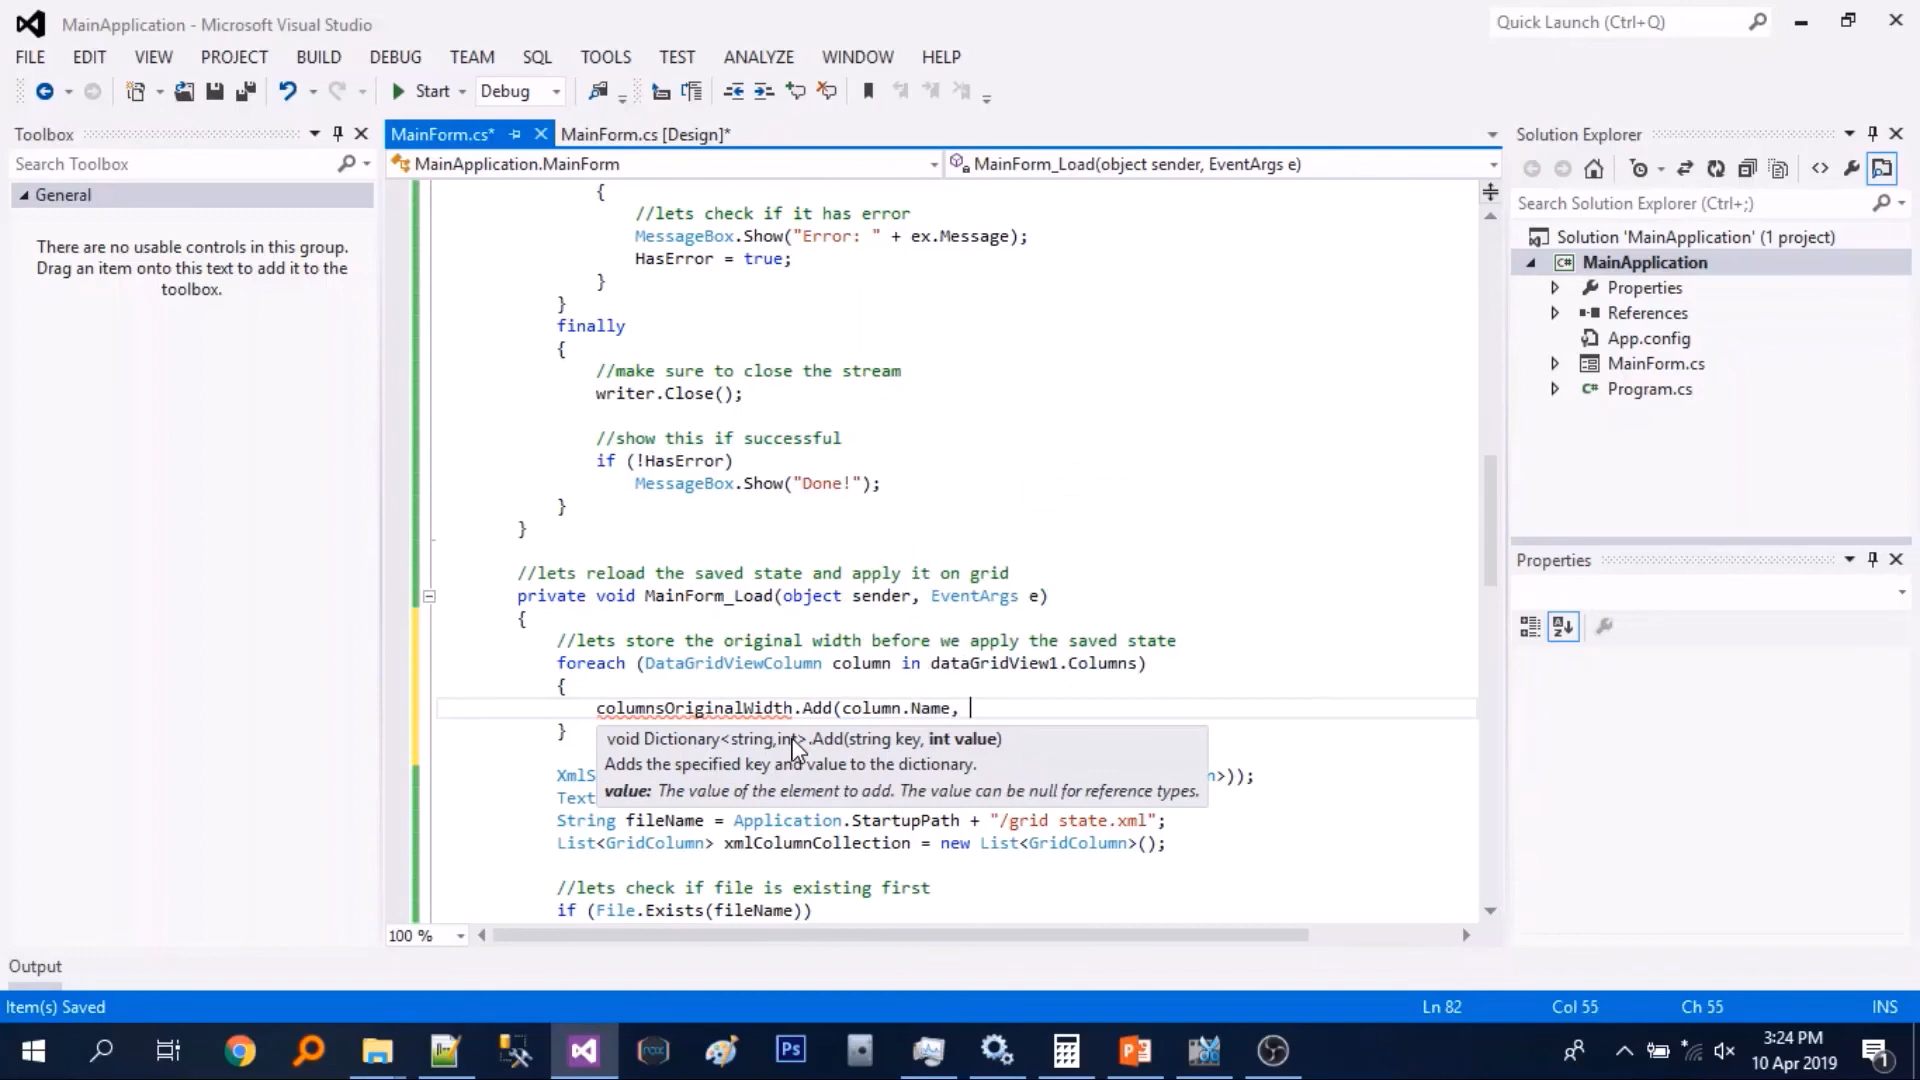 MainApplication - Microsoft Visual Studio
Quick Launch (Ctrl+Q)
FILE EDIT VIEW PROJECT BUILD DEBUG TEAM SQL TOOLS TEST ANALYZE WINDOW HELP
Start Debug
Toolbox
Search Toolbox
General
There are no usable controls in this group.
Drag an item onto this text to add it to the
toolbox.
MainForm.cs* MainForm.cs [Design]*
MainApplication.MainForm MainForm_Load(object sender, EventArgs e)
{
//lets check if it has error
MessageBox.Show("Error: " + ex.Message);
HasError = true;
}
}
finally
{
//make sure to close the stream
writer.Close();
//show this if successful
if (!HasError)
MessageBox.Show("Done!");
}
}
//lets reload the saved state and apply it on grid
private void MainForm_Load(object sender, EventArgs e)
{
//lets store the original width before we apply the saved state
foreach (DataGridViewColumn column in dataGridView1.Columns)
{
columnsOriginalWidth.Add(column.Name,
}
void Dictionary<string,int>.Add(string key, int value)
Adds the specified key and value to the dictionary.
value: The value of the element to add. The value can be null for reference types.
XmlS n>));
Text
String fileName = Application.StartupPath + "/grid state.xml";
List<GridColumn> xmlColumnCollection = new List<GridColumn>();
//lets check if file is existing first
if (File.Exists(fileName))
100 %
Solution Explorer
Search Solution Explorer (Ctrl+;)
Solution 'MainApplication' (1 project)
C# MainApplication
Properties
References
App.config
MainForm.cs
C# Program.cs
Properties
Output
Item(s) Saved
Ln 82 Col 55 Ch 55 INS
Ps
3:24 PM
10 Apr 2019
1